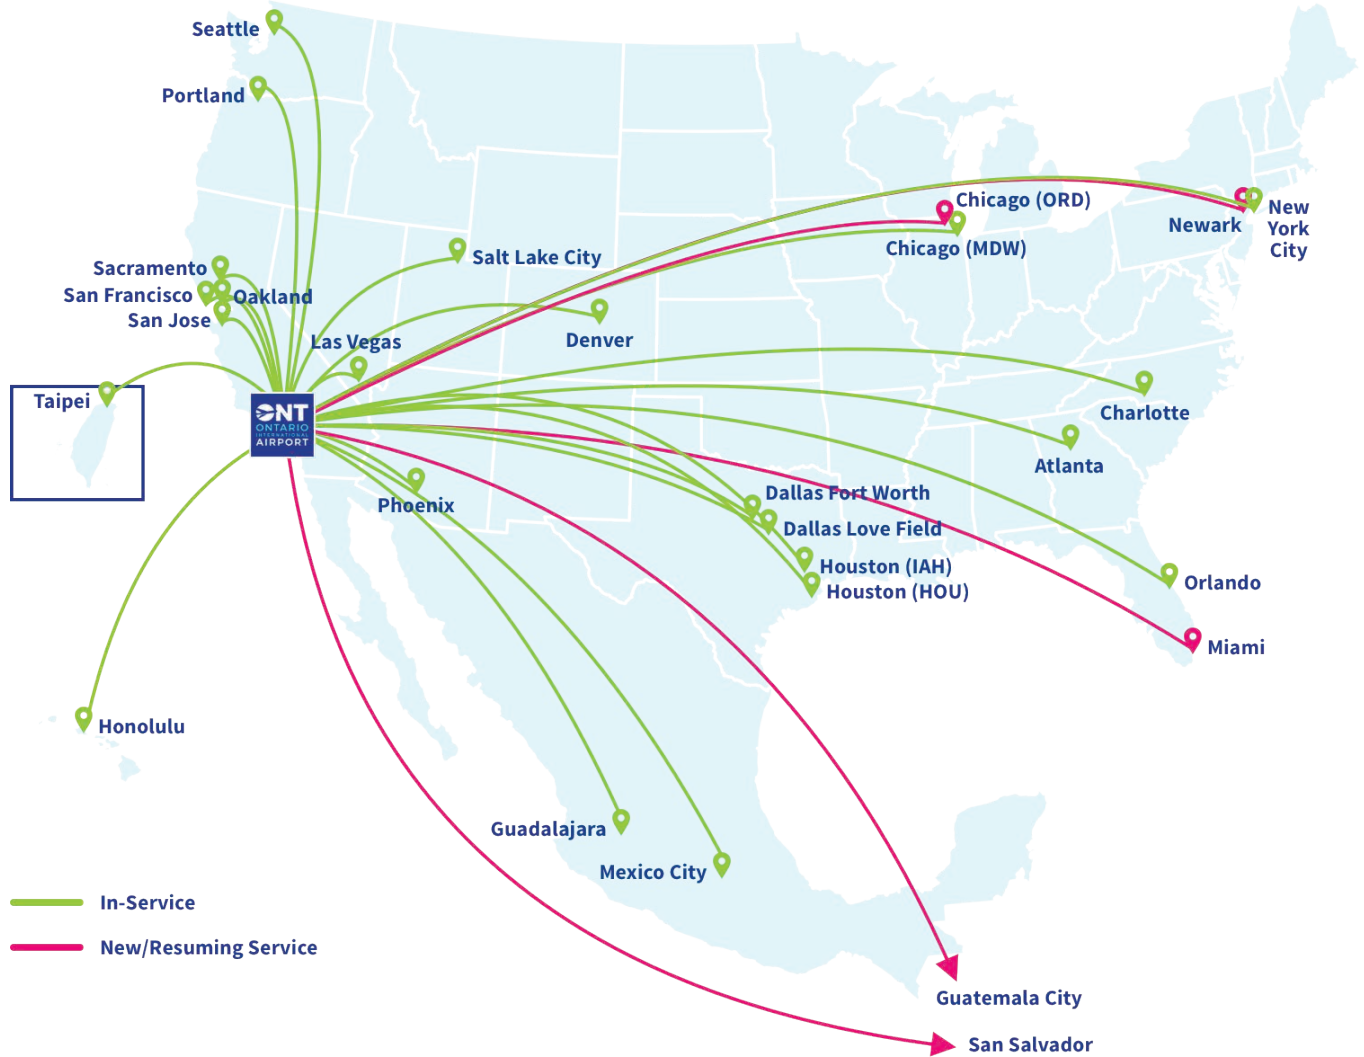 Seattle
Portland
Chicago (ORD)
New
York
City
Newark
Chicago (MDW)
Salt Lake City
Sacramento
San Francisco
Oakland
San Jose
Las Vegas
Denver
Taipei
ONT
ONTARIO
INTERNATIONAL
AIRPORT
Charlotte
Atlanta
Phoenix
Dallas Fort Worth
Dallas Love Field
Houston (IAH)
Houston (HOU)
Orlando
Miami
Honolulu
Guadalajara
Mexico City
In-Service
New/Resuming Service
Guatemala City
San Salvador